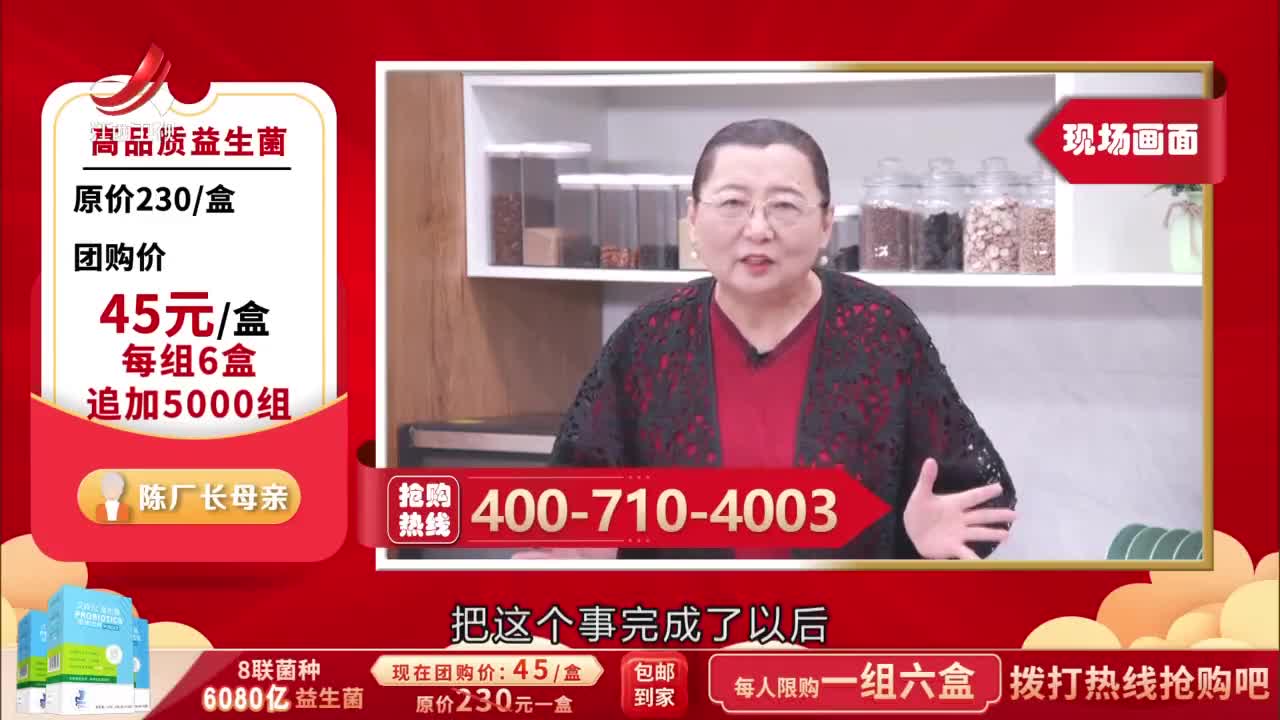 高品质益生菌
原价230/盒
团购价
45元/盒
每组6盒
追加5000组
陈厂长母亲
现场画面
抢购
热线
400-710-4003
把这个事完成了以后
PROBIOTICS
8联菌种
6080亿益生菌
现在团购价:45/盒
原价230元一盒
包邮
到家
每人限购一组六盒
拨打热线抢购吧